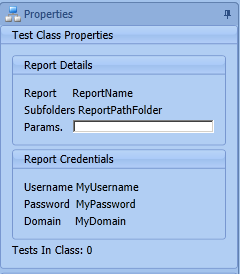 Properties
Test Class Properties
Report Details
Report ReportName
Subfolders ReportPathFolder
Params.
Report Credentials
Username MyUsername
Password MyPassword
Domain MyDomain
Tests In Class: 0